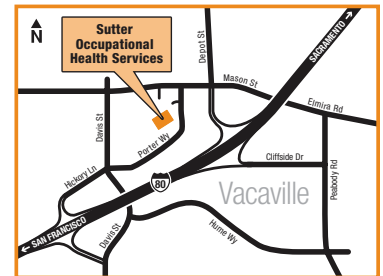 N
Sutter
Occupational
Health Services
Depot St
SACRAMENTO
Mason St
Elmira Rd
Davis St
Porter Wy
Cliffside Dr
Hickory Ln
80
Vacaville
Peabody Rd
SAN FRANCISCO
Davis St
Hume Wy